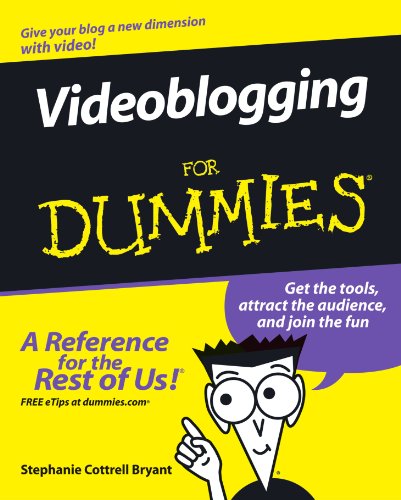 Give your blog a new dimension
with video!
Videoblogging
FOR
DUMMIES®
Get the tools,
attract the audience,
and join the fun
A Reference
for the
Rest of Us!®
FREE eTips at dummies.com®
Stephanie Cottrell Bryant